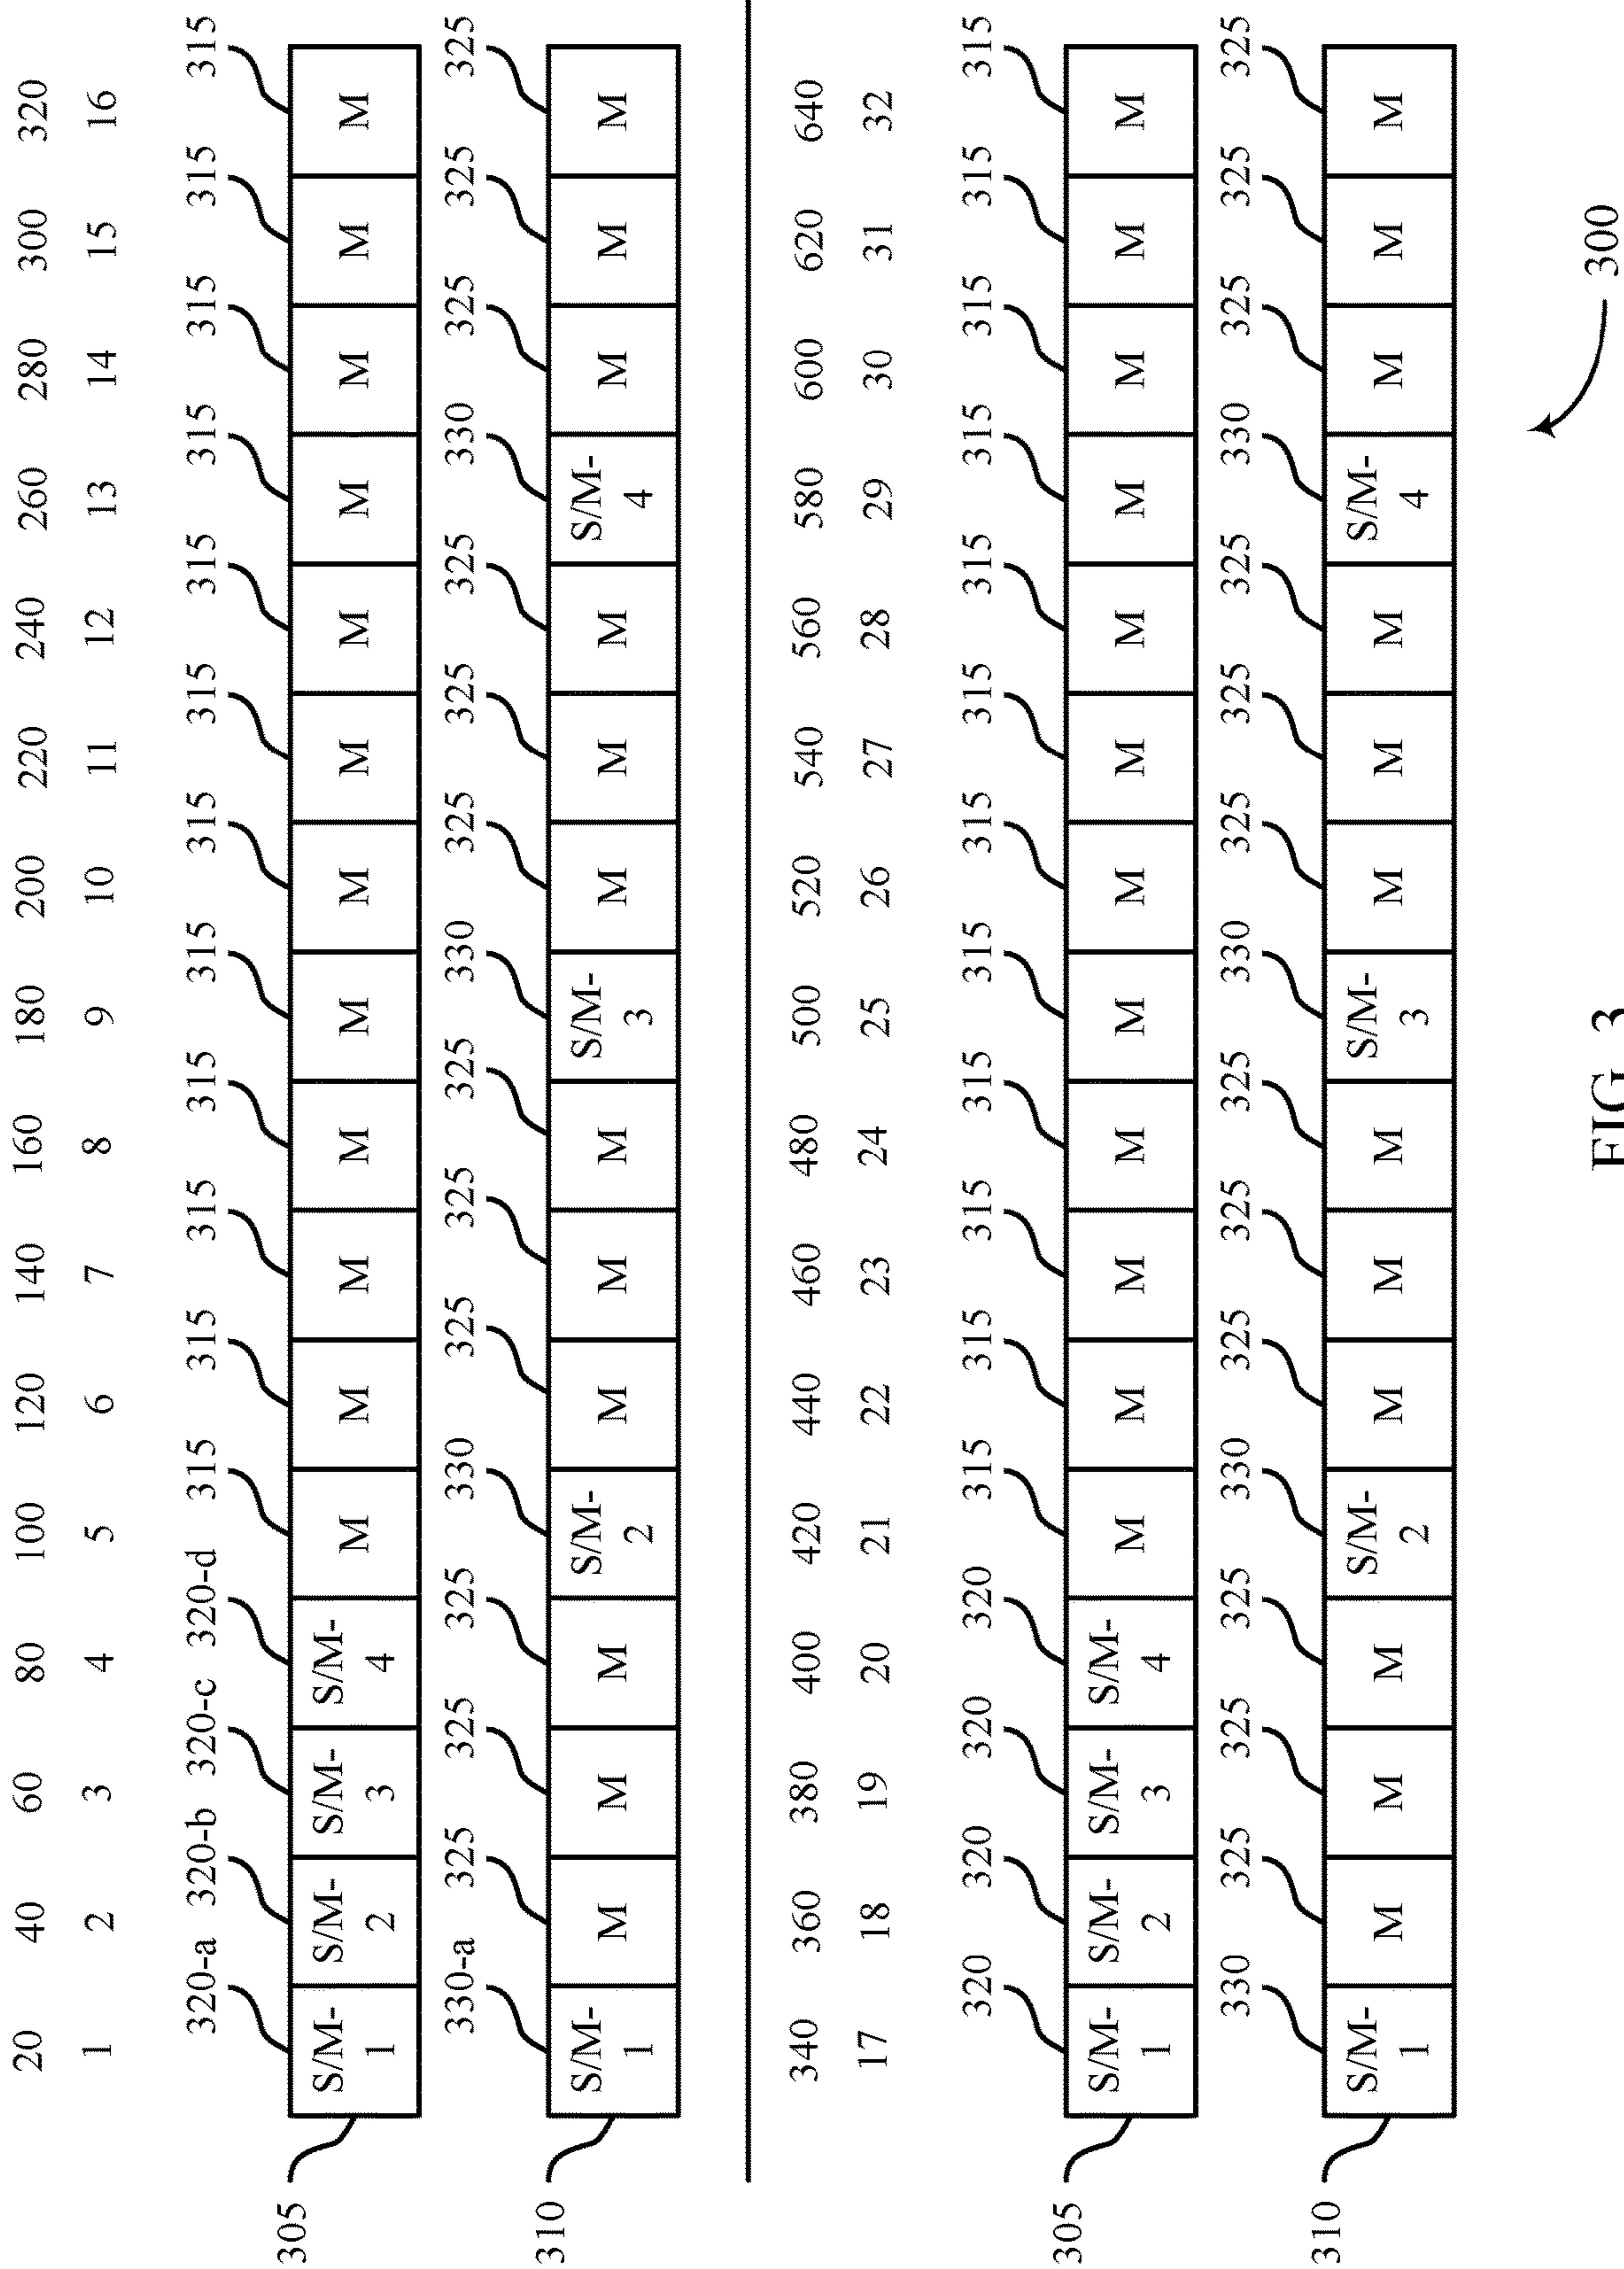 20 40 60 80 100 120 140 160 180 200 220 240 260 280 300 320
1 2 3 4 5 6 7 8 9 10 11 12 13 14 15 16
320-a 320-b 320-c 320-d 315 315 315 315 315 315 315 315 315 315 315 315
305 S/M-1 S/M-2 S/M-3 S/M-4 M M M M M M M M M M M M
330-a 325 325 325 330 325 325 325 330 325 325 325 330 325 325 325
310 S/M-1 M M M S/M-2 M M M S/M-3 M M M S/M-4 M M M
340 360 380 400 420 440 460 480 500 520 540 560 580 600 620 640
17 18 19 20 21 22 23 24 25 26 27 28 29 30 31 32
320 320 320 320 315 315 315 315 315 315 315 315 315 315 315 315
305 S/M-1 S/M-2 S/M-3 S/M-4 M M M M M M M M M M M M
330 325 325 325 330 325 325 325 330 325 325 325 330 325 325 325
310 S/M-1 M M M S/M-2 M M M S/M-3 M M M S/M-4 M M M
300
FIG. 3